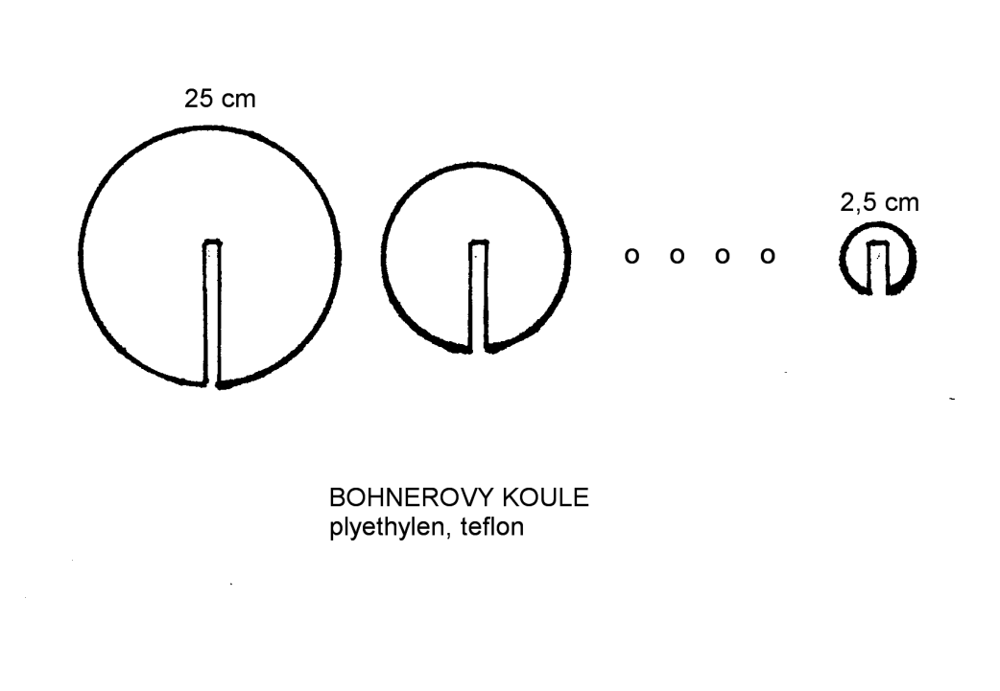 25 cm
2,5 cm
o o o o
BOHNEROVY KOULE
plyethylen, teflon